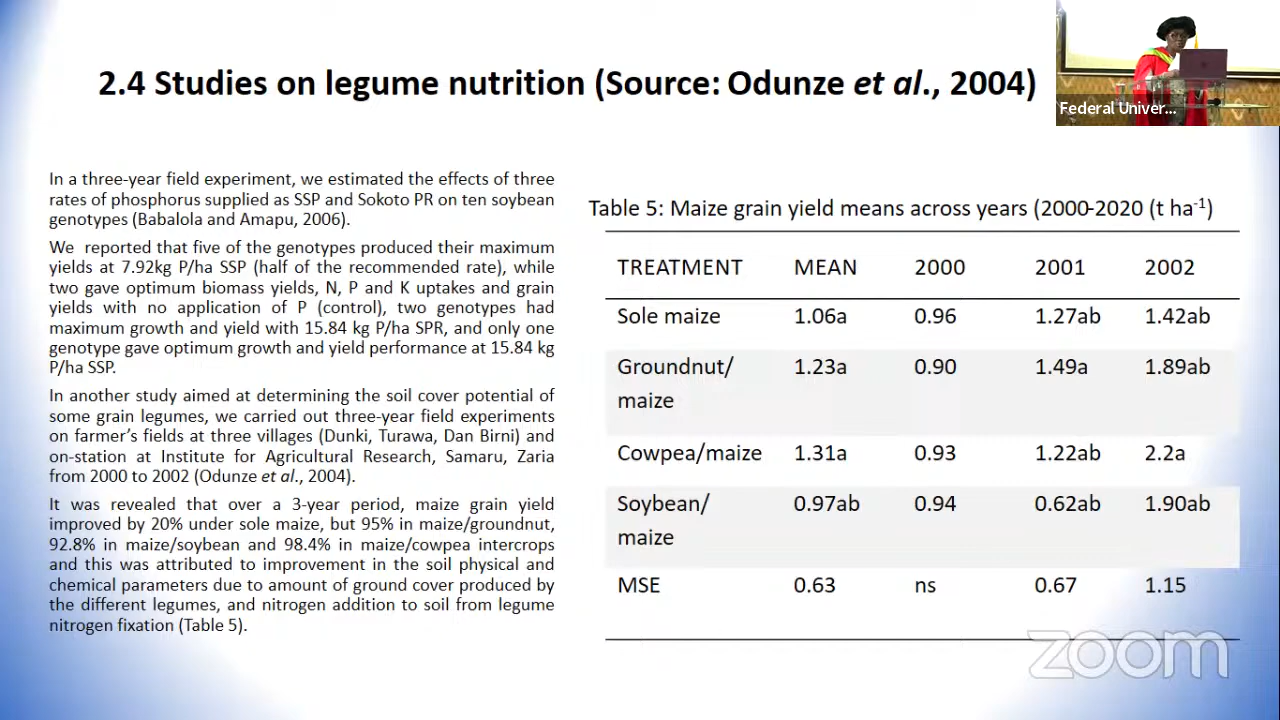 2.4 Studies on legume nutrition (Source: Odunze et al., 2004)
Federal Univer...
In a three-year field experiment, we estimated the effects of three
rates of phosphorus supplied as SSP and Sokoto PR on ten soybean
genotypes (Babalola and Amapu, 2006).
We reported that five of the genotypes produced their maximum
yields at 7.92kg P/ha SSP (half of the recommended rate), while
two gave optimum biomass yields, N, P and K uptakes and grain
yields with no application of P (control), two genotypes had
maximum growth and yield with 15.84 kg P/ha SPR, and only one
genotype gave optimum growth and yield performance at 15.84 kg
P/ha SSP.
In another study aimed at determining the soil cover potential of
some grain legumes, we carried out three-year field experiments
on farmer's fields at three villages (Dunki, Turawa, Dan Birni) and
on-station at Institute for Agricultural Research, Samaru, Zaria
from 2000 to 2002 (Odunze et al., 2004).
It was revealed that over a 3-year period, maize grain yield
improved by 20% under sole maize, but 95% in maize/groundnut,
92.8% in maize/soybean and 98.4% in maize/cowpea intercrops
and this was attributed to improvement in the soil physical and
chemical parameters due to amount of ground cover produced by
the different legumes, and nitrogen addition to soil from legume
nitrogen fixation (Table 5).
Table 5: Maize grain yield means across years (2000-2020 (t ha-1)
TREATMENT MEAN 2000 2001 2002
Sole maize 1.06a 0.96 1.27ab 1.42ab
Groundnut/ 1.23a 0.90 1.49a 1.89ab
maize
Cowpea/maize 1.31a 0.93 1.22ab 2.2a
Soybean/ 0.97ab 0.94 0.62ab 1.90ab
maize
MSE 0.63 ns 0.67 1.15
zoom